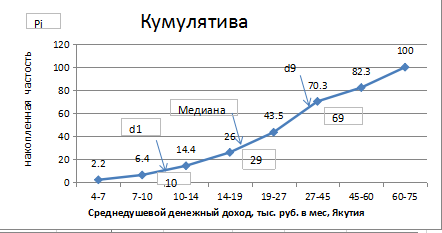 Pi
Кумулятива
накопленная частость
120
100
80
60
40
20
0
2.2
6.4
14.4
26
43.5
70.3
82.3
100
d1
Медиана
d9
10
29
69
4-7 7-10 10-14 14-19 19-27 27-45 45-60 60-75
Среднедушевой денежный доход, тыс. руб. в мес, Якутия